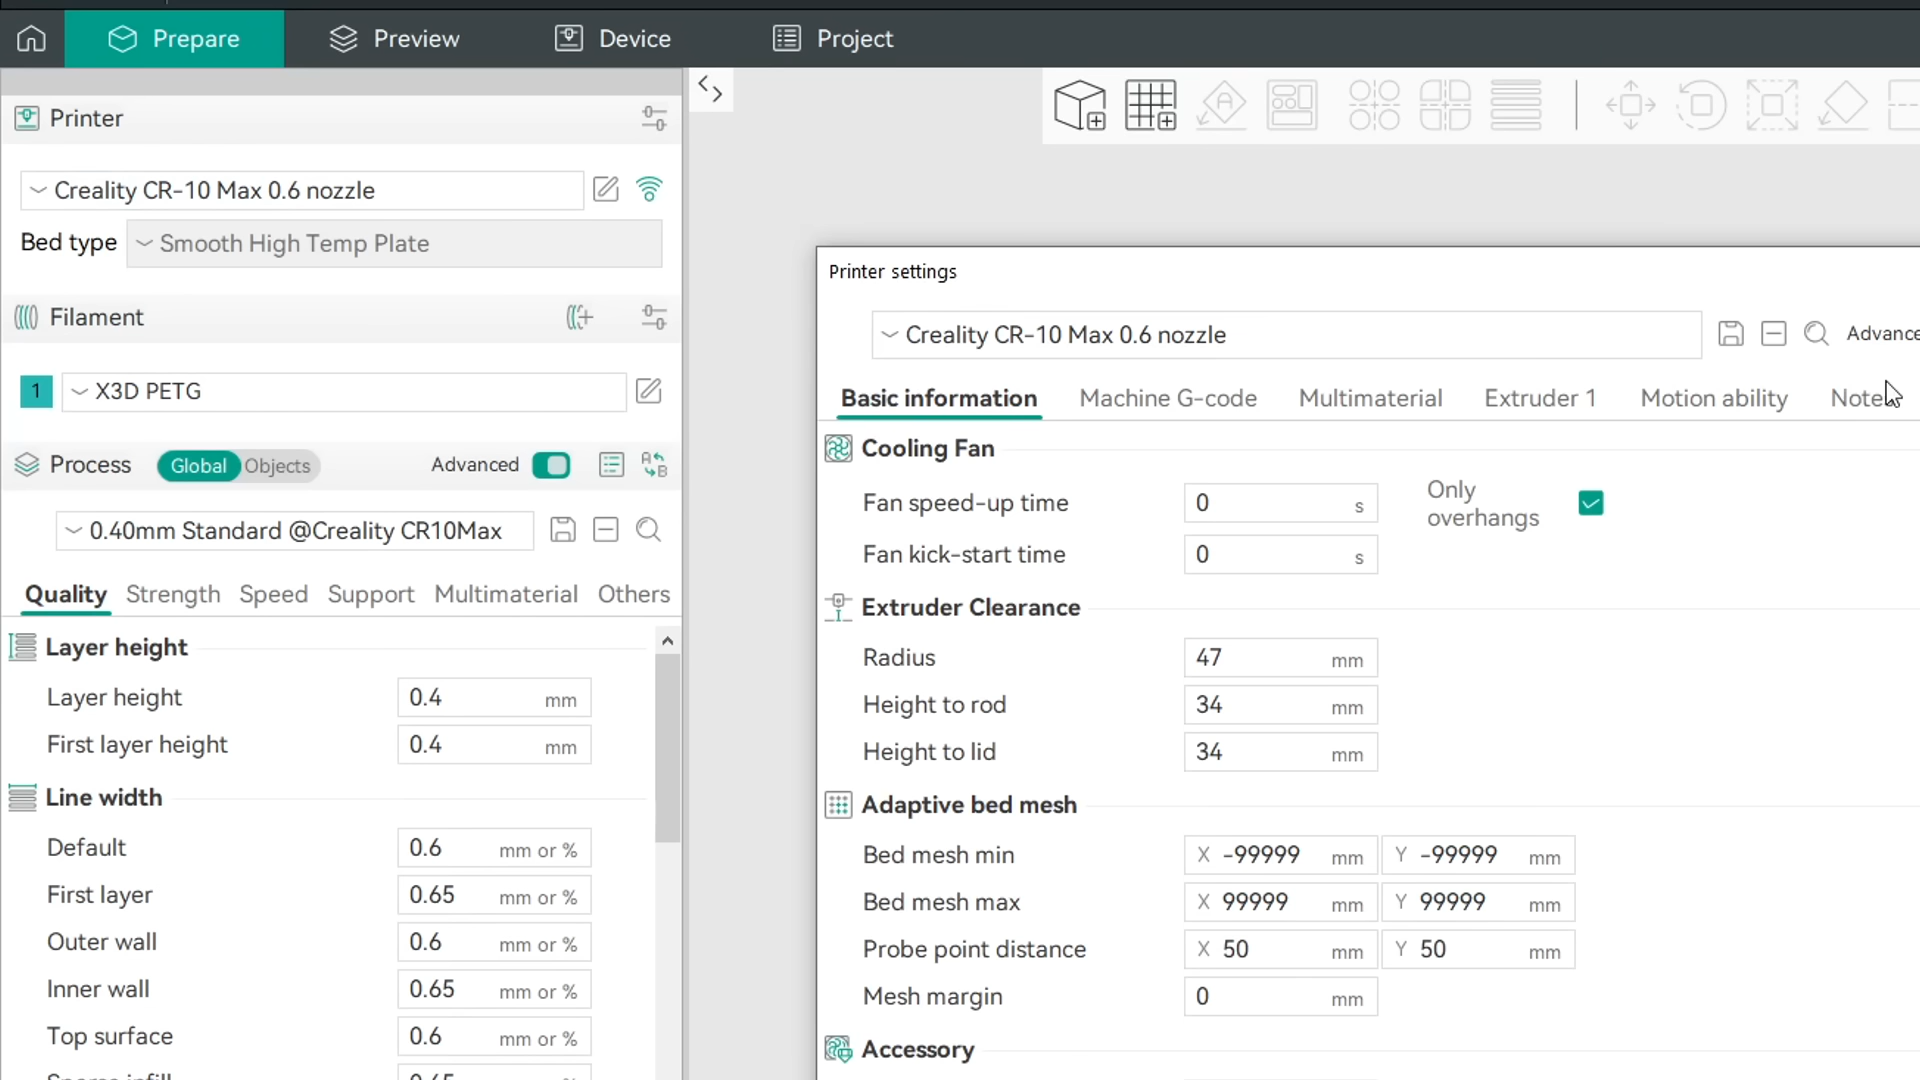 Prepare
Preview
Device
Project
Printer
Creality CR-10 Max 0.6 nozzle
Bed type
Smooth High Temp Plate
Filament
1
X3D PETG
Process
Global
Objects
Advanced
0.40mm Standard @Creality CR10Max
Quality
Strength
Speed
Support
Multimaterial
Others
Layer height
Layer height 0.4 mm
First layer height 0.4 mm
Line width
Default 0.6 mm or %
First layer 0.65 mm or %
Outer wall 0.6 mm or %
Inner wall 0.65 mm or %
Top surface 0.6 mm or %
Printer settings
Creality CR-10 Max 0.6 nozzle
Advance
Basic information
Machine G-code
Multimaterial
Extruder 1
Motion ability
Note
Cooling Fan
Fan speed-up time 0 s
Only
overhangs
Fan kick-start time 0 s
Extruder Clearance
Radius 47 mm
Height to rod 34 mm
Height to lid 34 mm
Adaptive bed mesh
Bed mesh min X -99999 mm Y -99999 mm
Bed mesh max X 99999 mm Y 99999 mm
Probe point distance X 50 mm Y 50 mm
Mesh margin 0 mm
Accessory